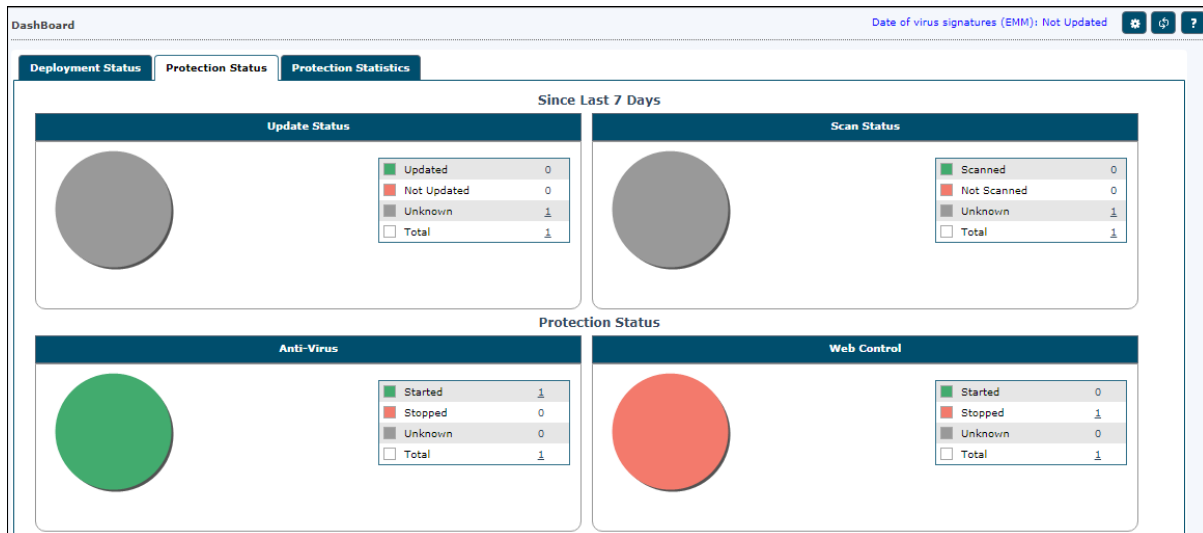 DashBoard
Date of virus signatures (EMM): Not Updated
?
Deployment Status
Protection Status
Protection Statistics
Since Last 7 Days
Update Status
Updated 0
Not Updated 0
Unknown 1
Total 1
Scan Status
Scanned 0
Not Scanned 0
Unknown 1
Total 1
Protection Status
Anti-Virus
Started 1
Stopped 0
Unknown 0
Total 1
Web Control
Started 0
Stopped 1
Unknown 0
Total 1